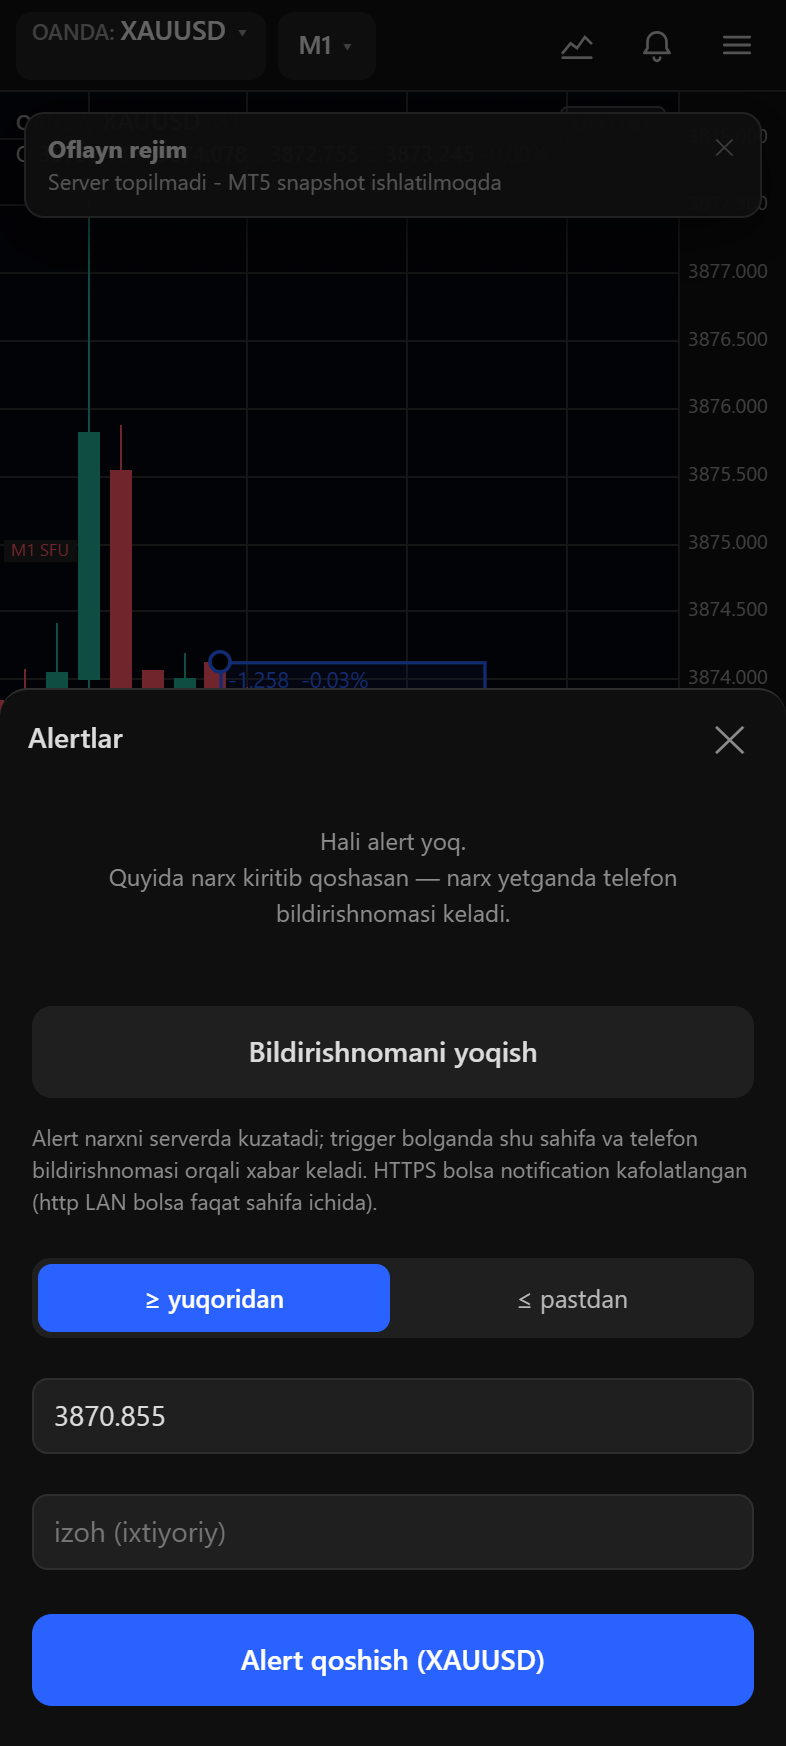 OANDA: XAUUSD ▾
M1 ▾
Oflayn rejim
Server topilmadi - MT5 snapshot ishlatilmoqda
3877.000
3876.500
3876.000
3875.500
3875.000
3874.500
3874.000
M1 SFU
-1.258 -0.03%
Alertlar
Hali alert yoq.
Quyida narx kiritib qoshasan — narx yetganda telefon
bildirishnomasi keladi.
Bildirishnomani yoqish
Alert narxni serverda kuzatadi; trigger bolganda shu sahifa va telefon
bildirishnomasi orqali xabar keladi. HTTPS bolsa notification kafolatlangan
(http LAN bolsa faqat sahifa ichida).
≥ yuqoridan
≤ pastdan
3870.855
izoh (ixtiyoriy)
Alert qoshish (XAUUSD)